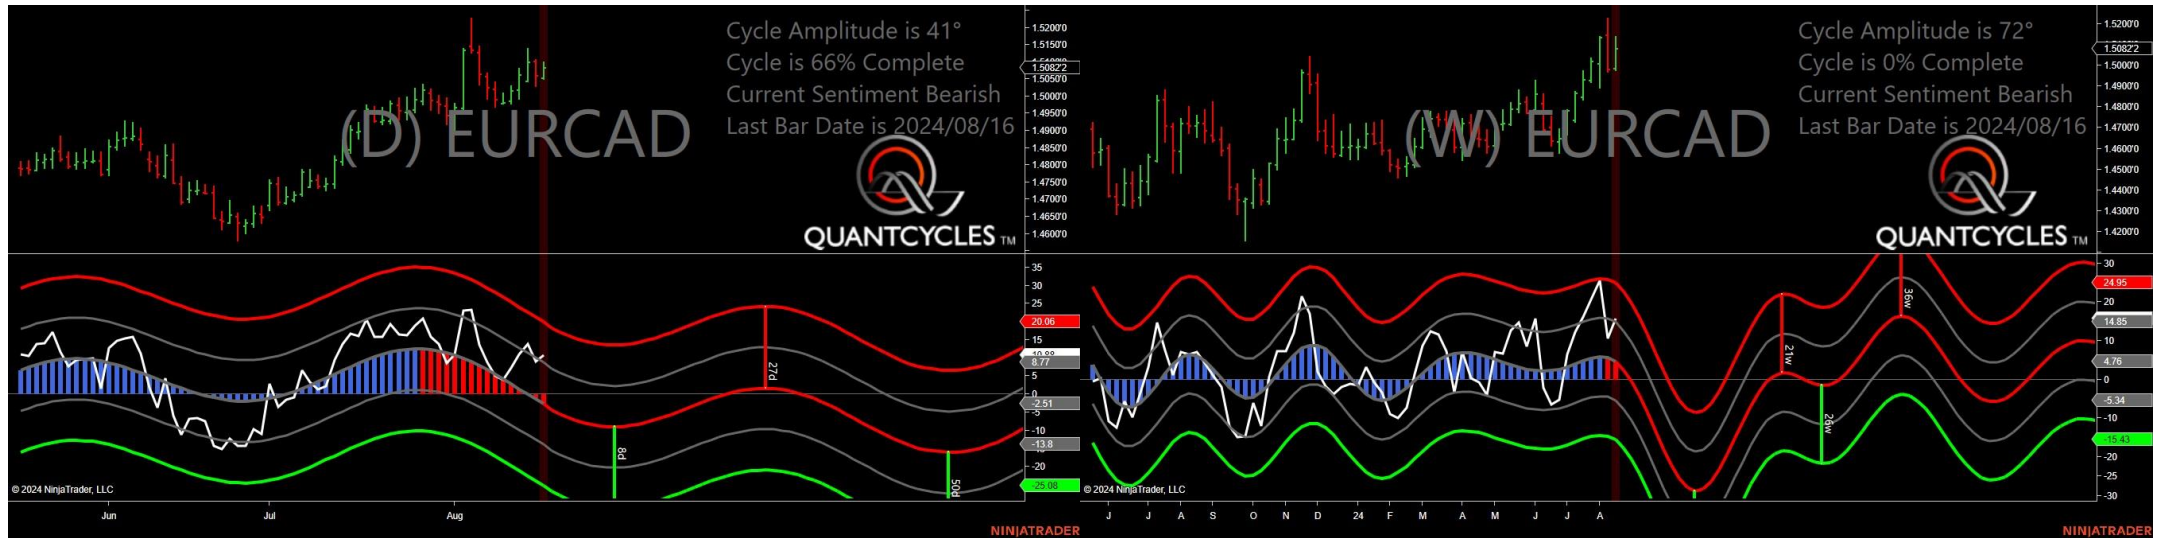 Cycle Amplitude is 41°
Cycle is 66% Complete
Current Sentiment Bearish
Last Bar Date is 2024/08/16
(D) EURCAD
QUANTCYCLES TM
1.5200'0
1.5150'0
1.5082'2
1.5050'0
1.5000'0
1.4950'0
1.4900'0
1.4850'0
1.4800'0
1.4750'0
1.4700'0
1.4650'0
1.4600'0
35
30
25
20.06
15
8.77
5
0
-2.51
-5
-10
-13.8
-20
-25.08
27d
8d
50d
© 2024 NinjaTrader, LLC
Jun Jul Aug
NINJATRADER
Cycle Amplitude is 72°
Cycle is 0% Complete
Current Sentiment Bearish
Last Bar Date is 2024/08/16
(W) EURCAD
QUANTCYCLES TM
1.5200'0
1.5082'2
1.5000'0
1.4900'0
1.4800'0
1.4700'0
1.4600'0
1.4500'0
1.4400'0
1.4300'0
1.4200'0
30
24.95
20
14.85
10
4.76
0
-5.34
-10
-15.43
-20
-25
-30
21w
26w
36w
© 2024 NinjaTrader, LLC
J J A S O N D 24 F M A M J J A
NINJATRADER